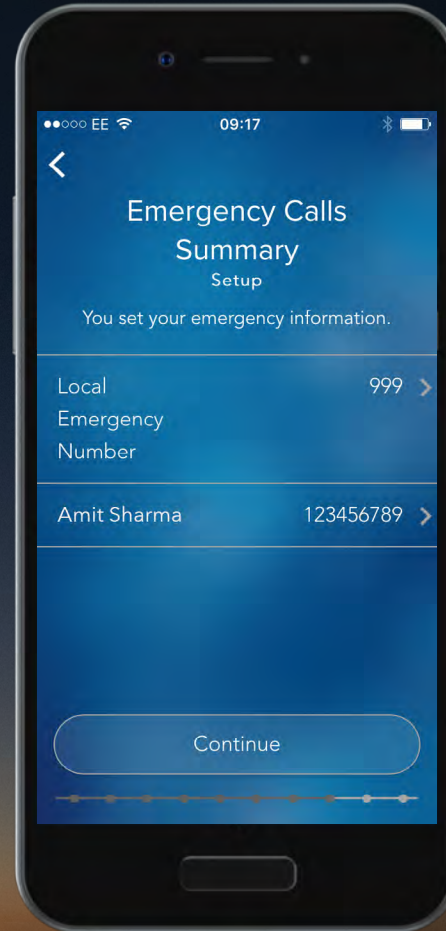 EE 09:17
Emergency Calls
Summary
Setup
You set your emergency information.
Local 999
Emergency
Number
Amit Sharma 123456789
Continue